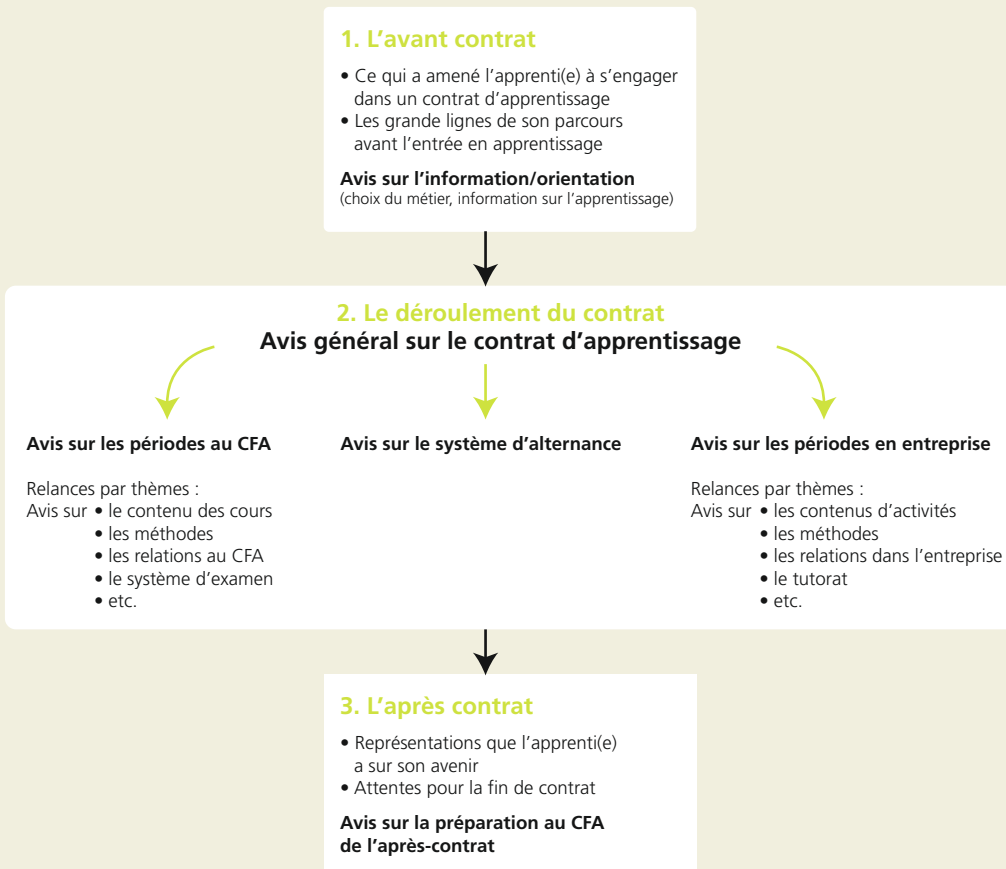 1. L’avant contrat
• Ce qui a amené l’apprenti(e) à s’engager
dans un contrat d’apprentissage
• Les grande lignes de son parcours
avant l’entrée en apprentissage
Avis sur l’information/orientation
(choix du métier, information sur l’apprentissage)
2. Le déroulement du contrat
Avis général sur le contrat d’apprentissage
Avis sur les périodes au CFA
Relances par thèmes :
Avis sur • le contenu des cours
• les méthodes
• les relations au CFA
• le système d’examen
• etc.
Avis sur le système d’alternance
Avis sur les périodes en entreprise
Relances par thèmes :
Avis sur • les contenus d’activités
• les méthodes
• les relations dans l’entreprise
• le tutorat
• etc.
3. L’après contrat
• Représentations que l’apprenti(e)
a sur son avenir
• Attentes pour la fin de contrat
Avis sur la préparation au CFA
de l’après-contrat